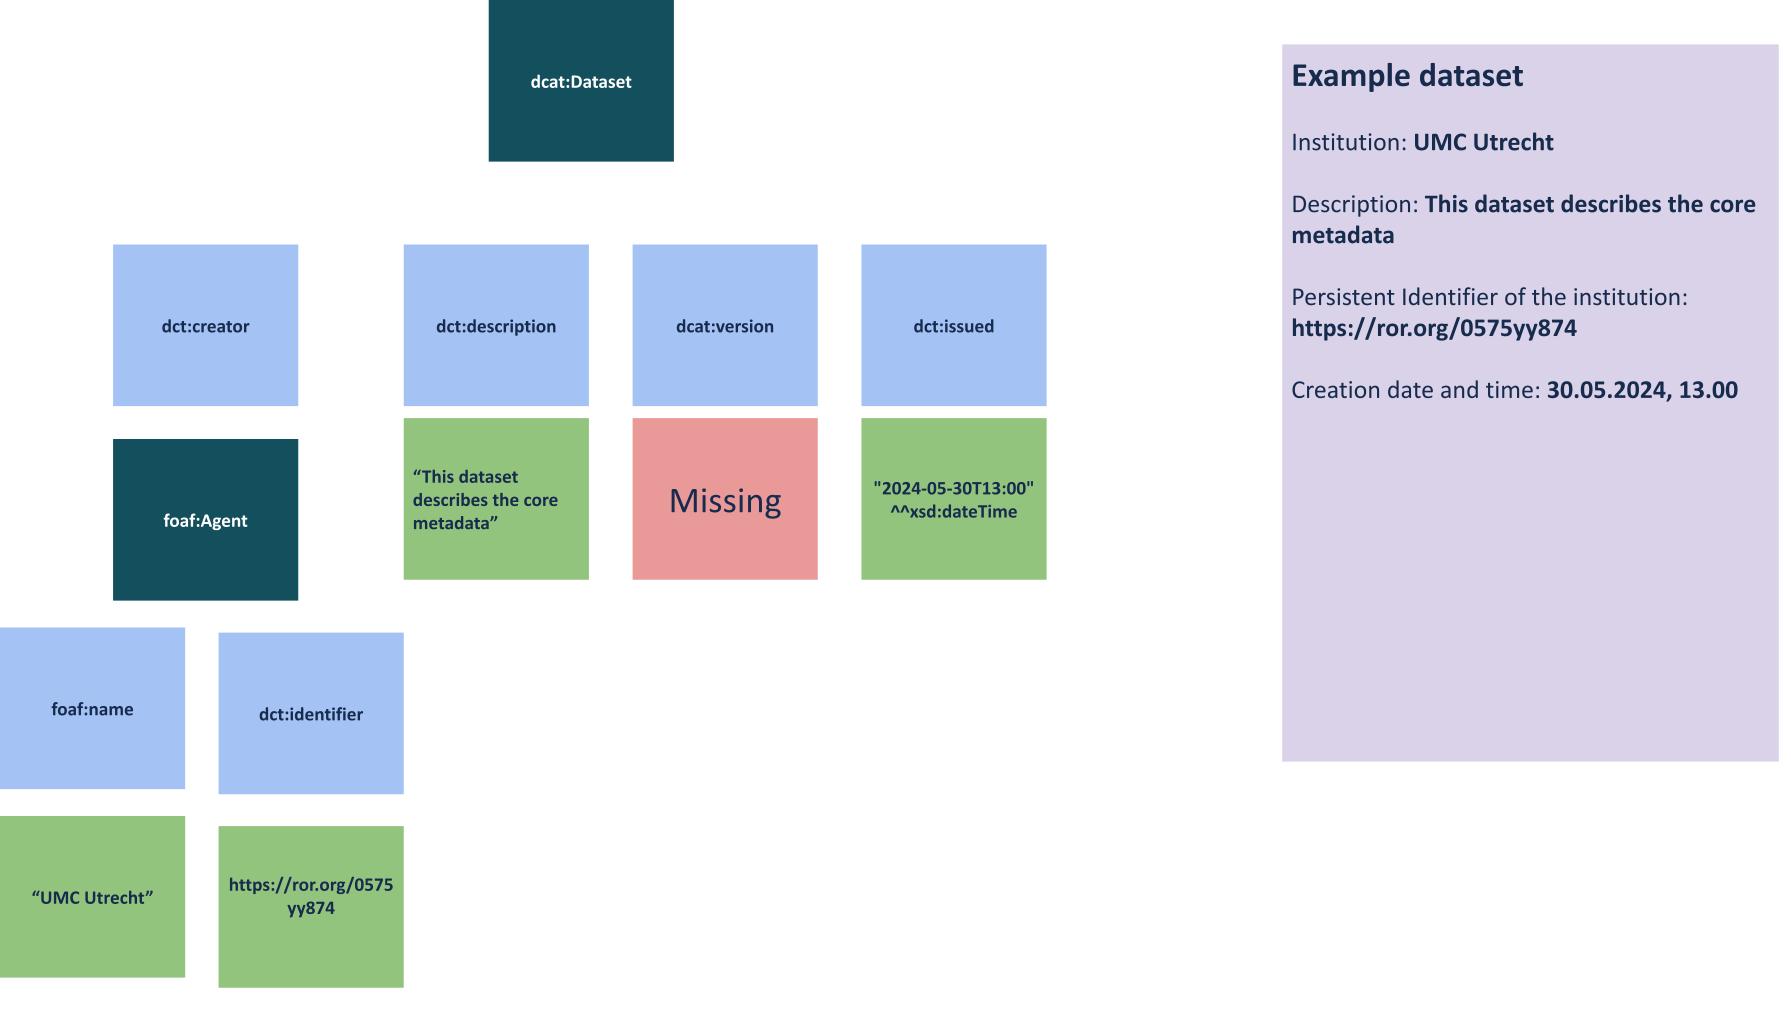 dcat:Dataset
dct:creator
dct:description
dcat:version
dct:issued
foaf:Agent
“This dataset
describes the core
metadata”
Missing
"2024-05-30T13:00"
^^xsd:dateTime
foaf:name
dct:identifier
“UMC Utrecht”
https://ror.org/0575
yy874
Example dataset
Institution: UMC Utrecht
Description: This dataset describes the core
metadata
Persistent Identifier of the institution:
https://ror.org/0575yy874
Creation date and time: 30.05.2024, 13.00